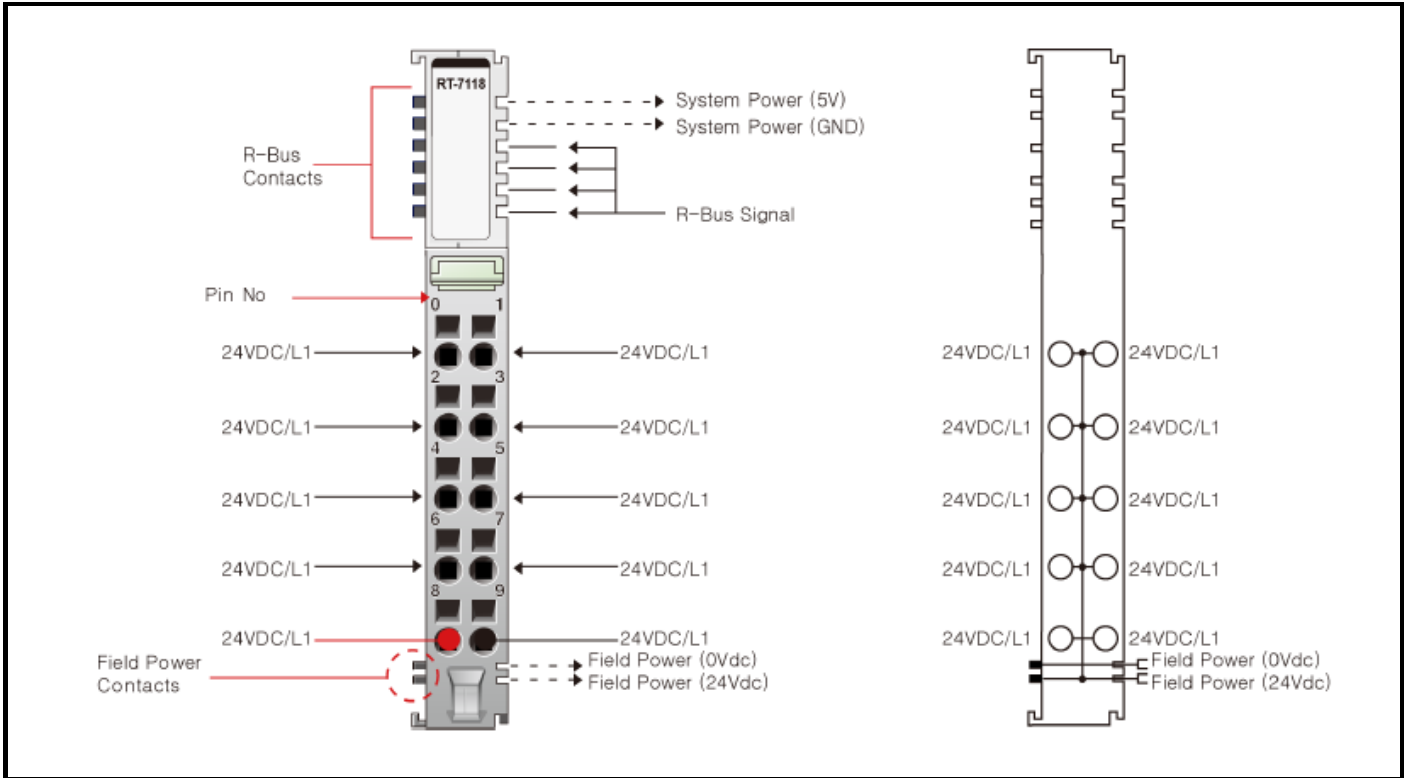 RT-7118
System Power (5V)
System Power (GND)
R-Bus
Contacts
R-Bus Signal
Pin No
0 1
24VDC/L1 24VDC/L1 24VDC/L1 24VDC/L1
2 3
24VDC/L1 24VDC/L1 24VDC/L1 24VDC/L1
4 5
24VDC/L1 24VDC/L1 24VDC/L1 24VDC/L1
6 7
24VDC/L1 24VDC/L1 24VDC/L1 24VDC/L1
8 9
24VDC/L1 24VDC/L1 24VDC/L1 24VDC/L1
Field Power
Contacts
Field Power (0Vdc)
Field Power (24Vdc)
Field Power (0Vdc)
Field Power (24Vdc)